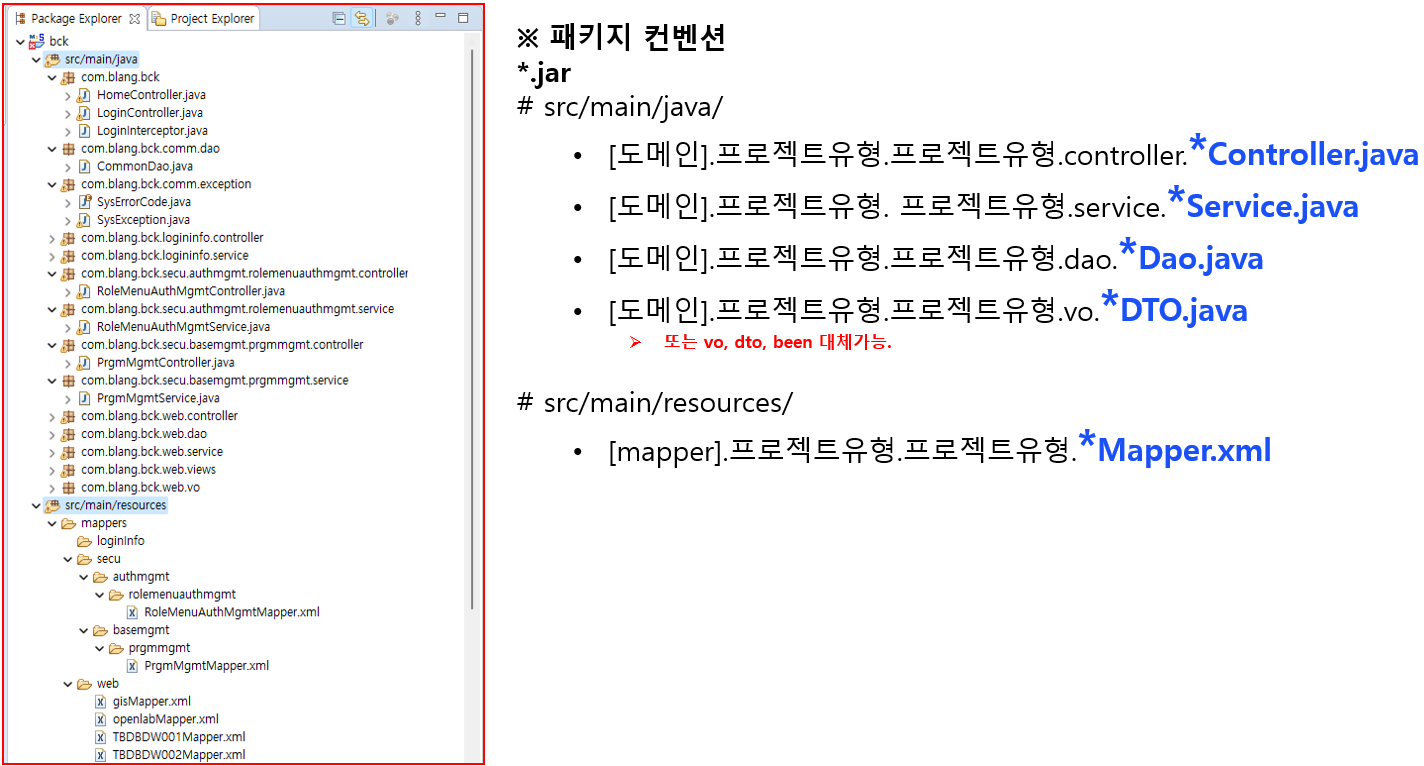 Package Explorer
Project Explorer
bck
src/main/java
com.blang.bck
HomeController.java
LoginController.java
LoginInterceptor.java
com.blang.bck.comm.dao
CommonDao.java
com.blang.bck.comm.exception
SysErrorCode.java
SysException.java
com.blang.bck.logininfo.controller
com.blang.bck.logininfo.service
com.blang.bck.secu.authmgmt.rolemenuauthmgmt.controller
RoleMenuAuthMgmtController.java
com.blang.bck.secu.authmgmt.rolemenuauthmgmt.service
RoleMenuAuthMgmtService.java
com.blang.bck.secu.basemgmt.prgmmgmt.controller
PrgmMgmtController.java
com.blang.bck.secu.basemgmt.prgmmgmt.service
PrgmMgmtService.java
com.blang.bck.web.controller
com.blang.bck.web.dao
com.blang.bck.web.service
com.blang.bck.web.views
com.blang.bck.web.vo
src/main/resources
mappers
loginInfo
secu
authmgmt
rolemenuauthmgmt
RoleMenuAuthMgmtMapper.xml
basemgmt
prgmmgmt
PrgmMgmtMapper.xml
web
gisMapper.xml
openlabMapper.xml
TBDBDW001Mapper.xml
TBDBDW002Mapper.xml
※ 패키지 컨벤션
*.jar
# src/main/java/
• [도메인].프로젝트유형.프로젝트유형.controller.*Controller.java
• [도메인].프로젝트유형. 프로젝트유형.service.*Service.java
• [도메인].프로젝트유형.프로젝트유형.dao.*Dao.java
• [도메인].프로젝트유형.프로젝트유형.vo.*DTO.java
➢ 또는 vo, dto, been 대체가능.
# src/main/resources/
• [mapper].프로젝트유형.프로젝트유형.*Mapper.xml